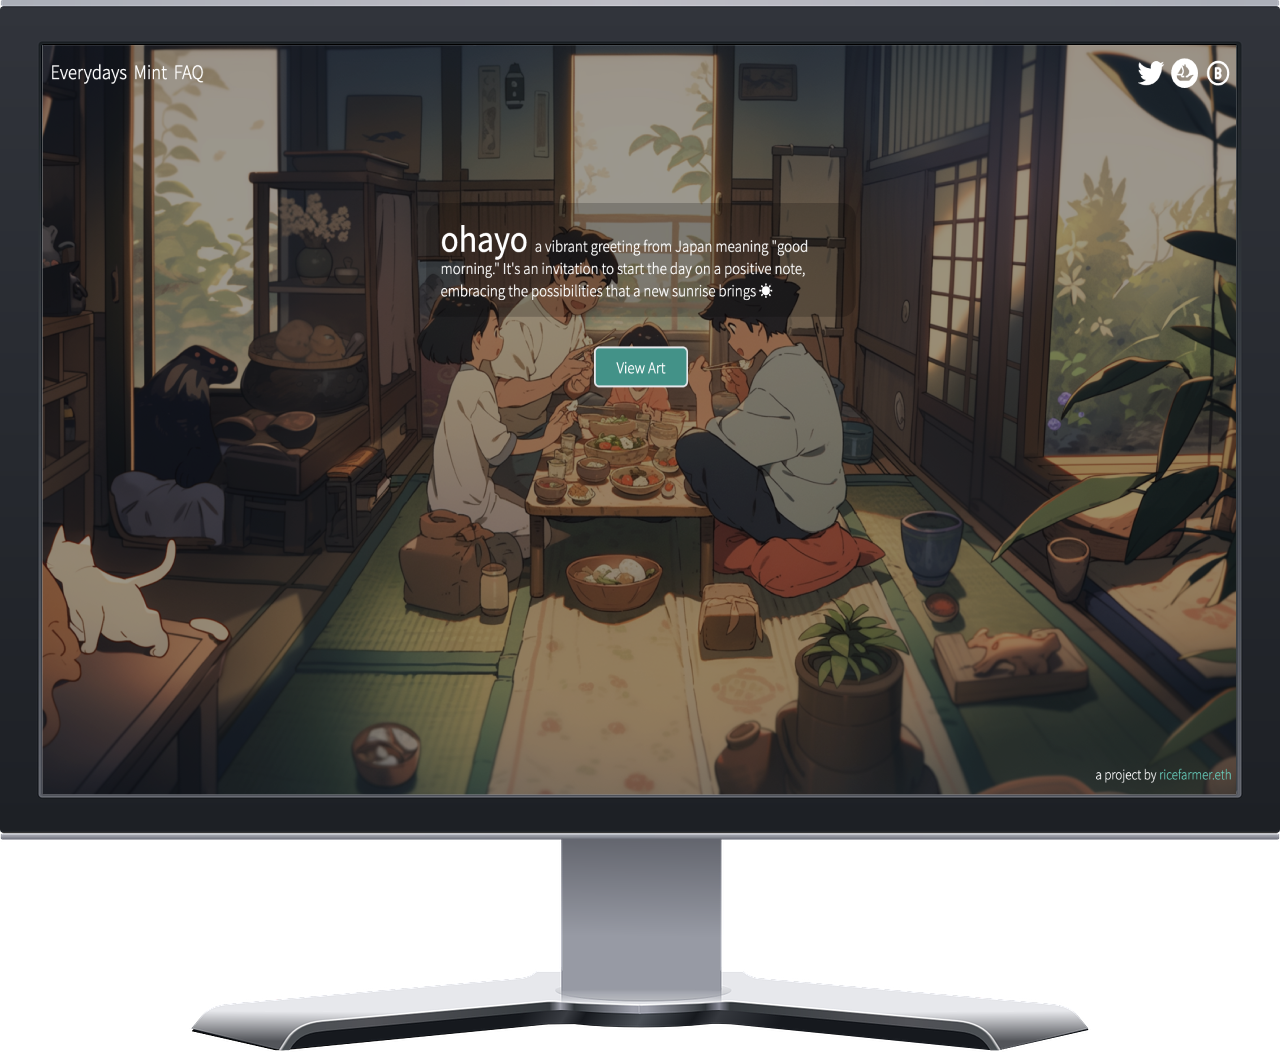 Everydays Mint FAQ
ohayo a vibrant greeting from Japan meaning "good
morning." It's an invitation to start the day on a positive note,
embracing the possibilities that a new sunrise brings
View Art
a project by ricefarmer.eth